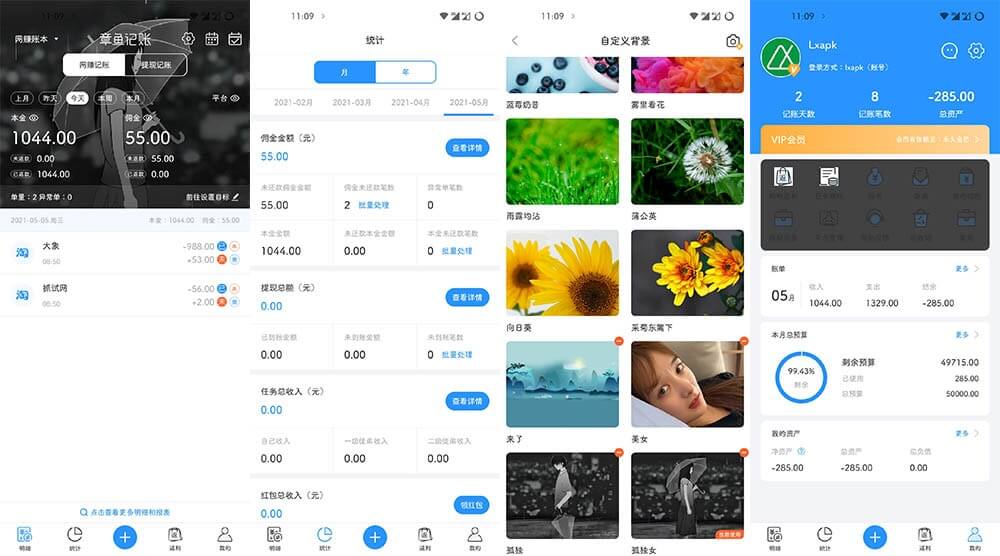 网赚账本
章鱼记账
网赚记账
提现记账
上月
昨天
今天
本周
本月
平台
本金
佣金
1044.00
55.00
未返款 0.00
未返款 55.00
已返款 1044.00
已返款 0.00
单量：2 异常单：0
前往设置目标
2021-05-05 周三
本金：1044.00 佣金：55.00
淘
大象
08:50
-988.00
+53.00
淘
抓试网
08:50
-56.00
+2.00
点击查看更多明细和报表
明细
统计
返利
我的
11:09
统计
月
年
2021-02月
2021-03月
2021-04月
2021-05月
佣金金额（元）
55.00
查看详情
未还款佣金金额
佣金未还款笔数
异常单笔数
55.00
2 批量处理
0
本金金额
未还款本金金额
本金未还款笔数
1044.00
0.00
0 批量处理
提现总额（元）
0.00
查看详情
已到账金额
未到账金额
未到账笔数
0.00
0.00
0 批量处理
任务总收入（元）
0.00
查看详情
自己收入
一级徒弟收入
二级徒弟收入
0.00
0.00
0.00
红包总收入（元）
0.00
领红包
明细
统计
返利
我的
11:09
自定义背景
蓝莓奶昔
雾里看花
雨露均沾
蒲公英
向日葵
采菊东篱下
来了
美女
孤独
孤独女
当前使用
11:09
Lxapk
登录方式：lxapk（账号）
2
8
-285.00
记账天数
记账笔数
总资产
VIP会员
账单
更多
05月
收入
支出
结余
1044.00
1329.00
-285.00
本月总预算
更多
99.43%
剩余
剩余预算
49715.00
已使用
285.00
总预算
50000.00
我的资产
更多
净资产
总资产
总负债
-285.00
-285.00
0.00
明细
统计
返利
我的